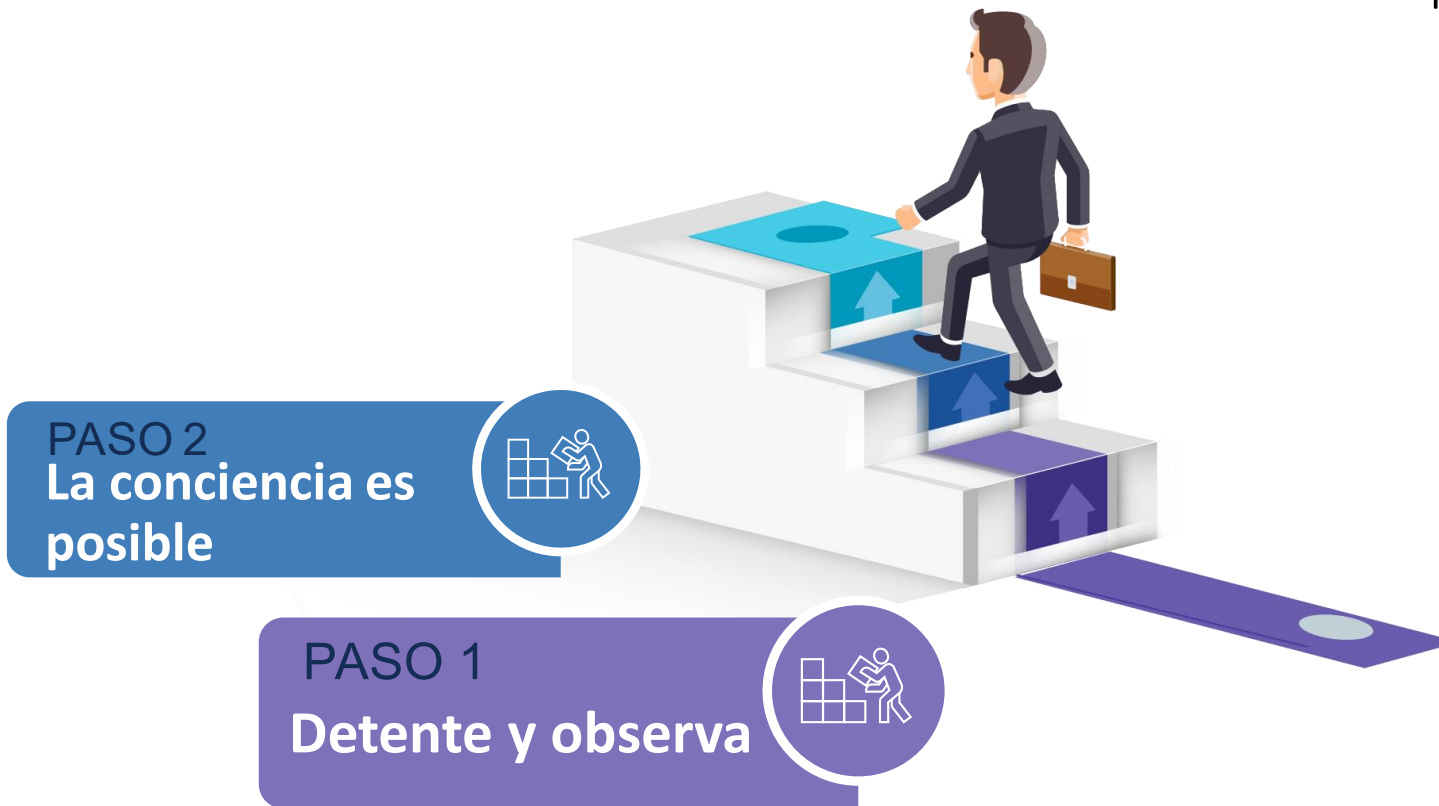 PASO 2
La conciencia es
posible
PASO 1
Detente y observa